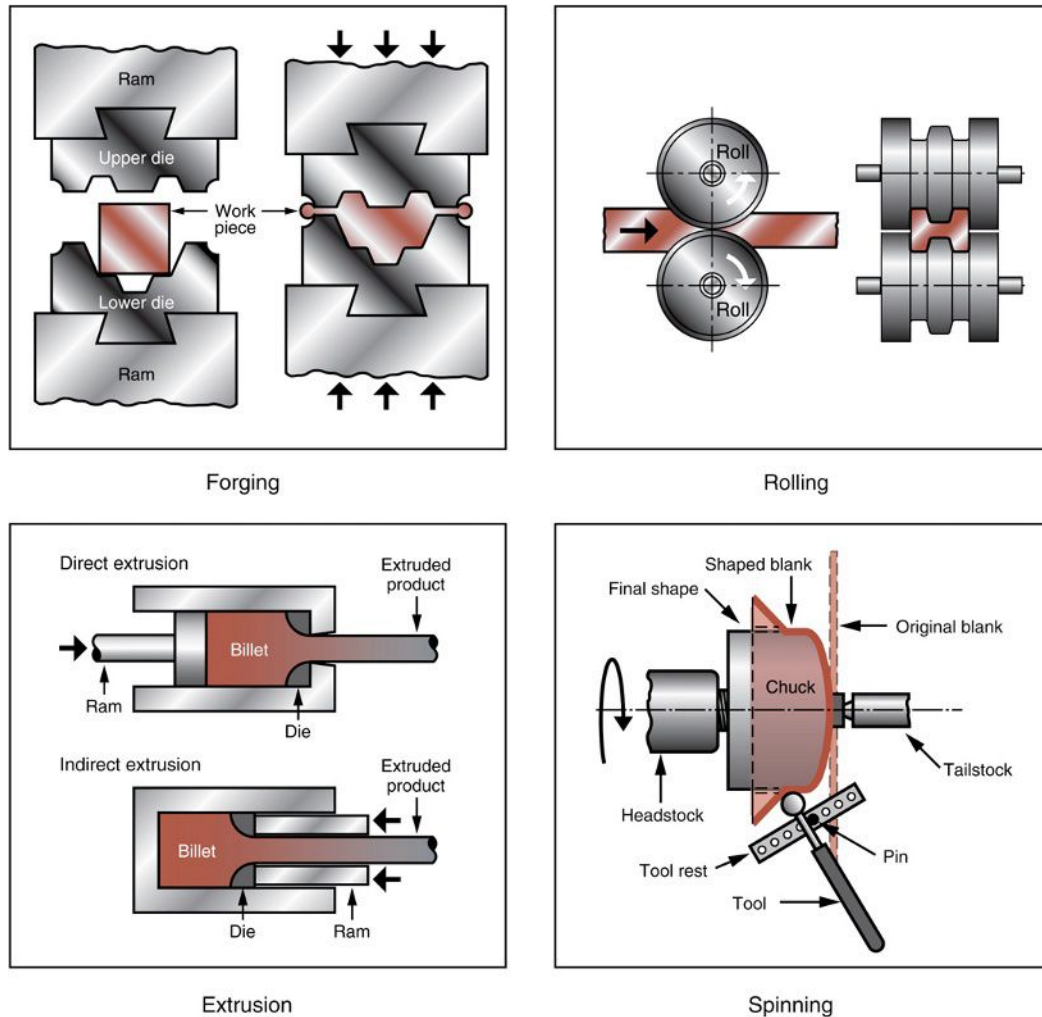 Ram
Upper die
Work
piece
Lower die
Ram
Forging
Roll
Roll
Rolling
Direct extrusion
Extruded
product
Billet
Ram
Die
Indirect extrusion
Extruded
product
Billet
Die
Ram
Extrusion
Shaped blank
Final shape
Original blank
Chuck
Tailstock
Headstock
Pin
Tool rest
Tool
Spinning